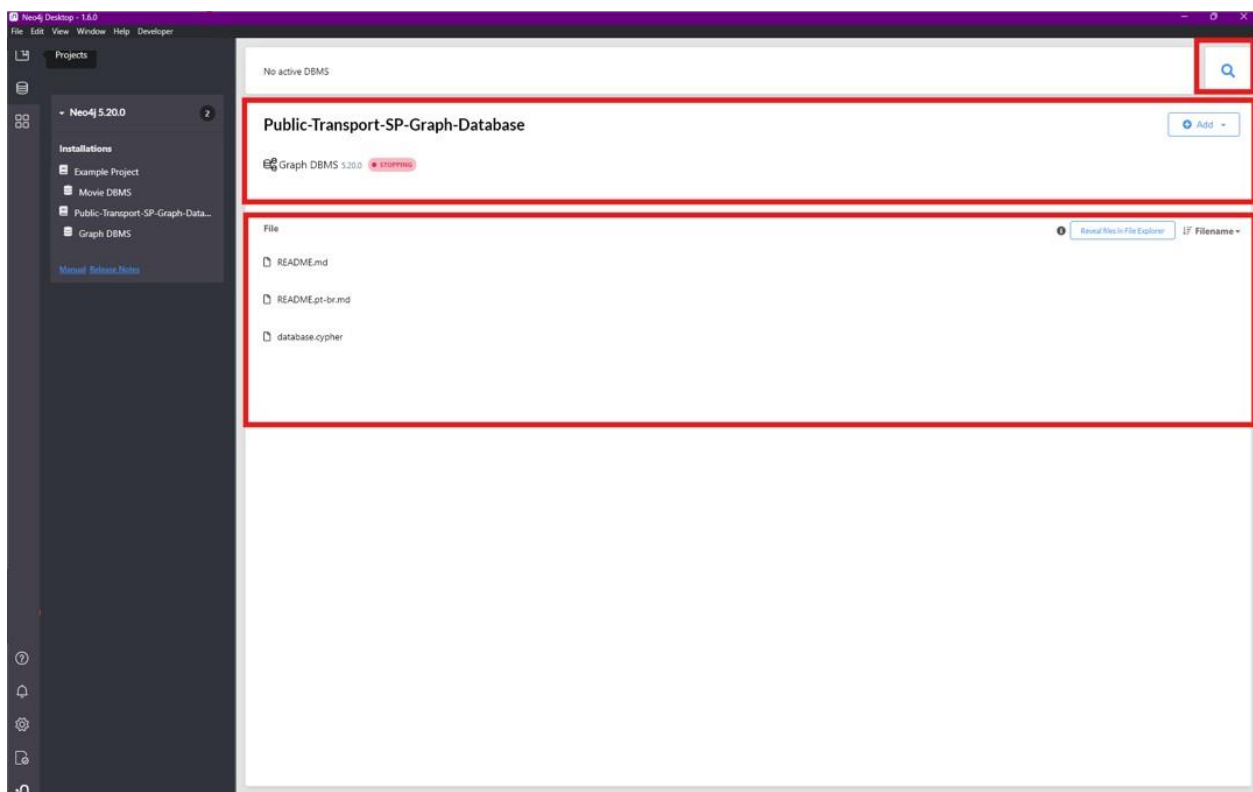 Neo4j Desktop - 1.6.0
File Edit View Window Help Developer
Projects
No active DBMS
Neo4j 5.20.0 2
Installations
Example Project
Movie DBMS
Public-Transport-SP-Graph-Data...
Graph DBMS
Manual Release Notes
Public-Transport-SP-Graph-Database
Add
Graph DBMS 5.20.0 STOPPING
File
Reveal files in File Explorer Filename
README.md
README.pt-br.md
database.cypher